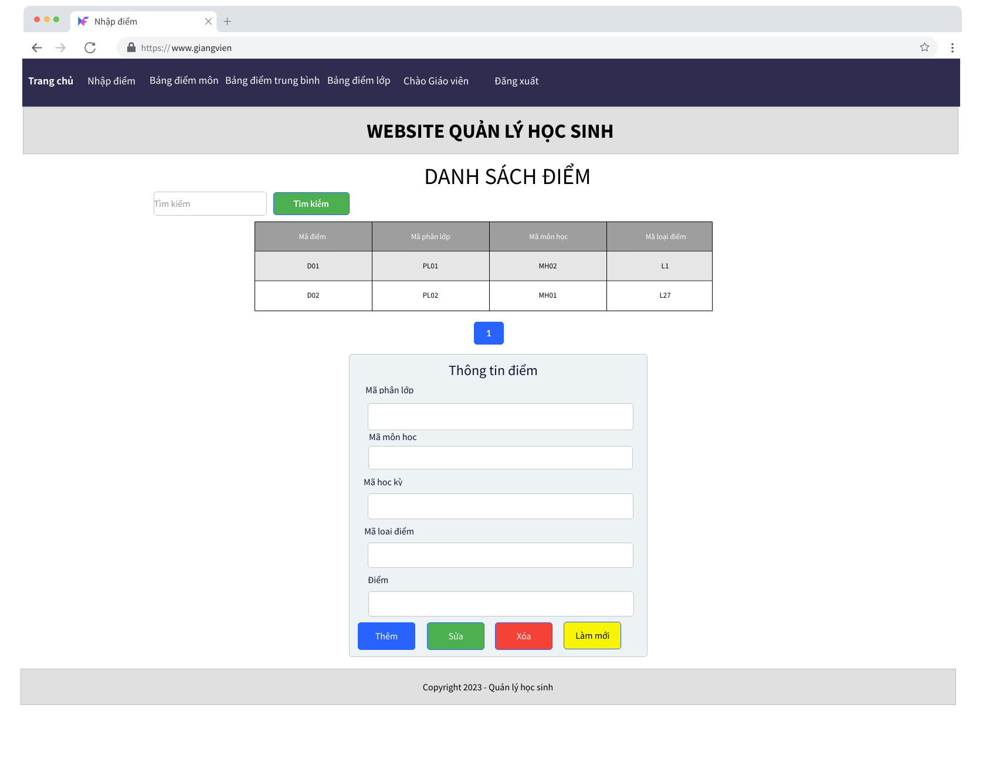 Nhập điểm
https:// www.giangvien
Trang chủ Nhập điểm Bảng điểm môn Bảng điểm trung bình Bảng điểm lớp Chào Giáo viên Đăng xuất
WEBSITE QUẢN LÝ HỌC SINH
DANH SÁCH ĐIỂM
Tìm kiếm Tìm kiếm
Mã điểm Mã phân lớp Mã môn học Mã loại điểm
D01 PL01 MH02 L1
D02 PL02 MH01 L27
1
Thông tin điểm
Mã phân lớp
Mã môn học
Mã học kỳ
Mã loại điểm
Điểm
Thêm Sửa Xóa Làm mới
Copyright 2023 - Quản lý học sinh